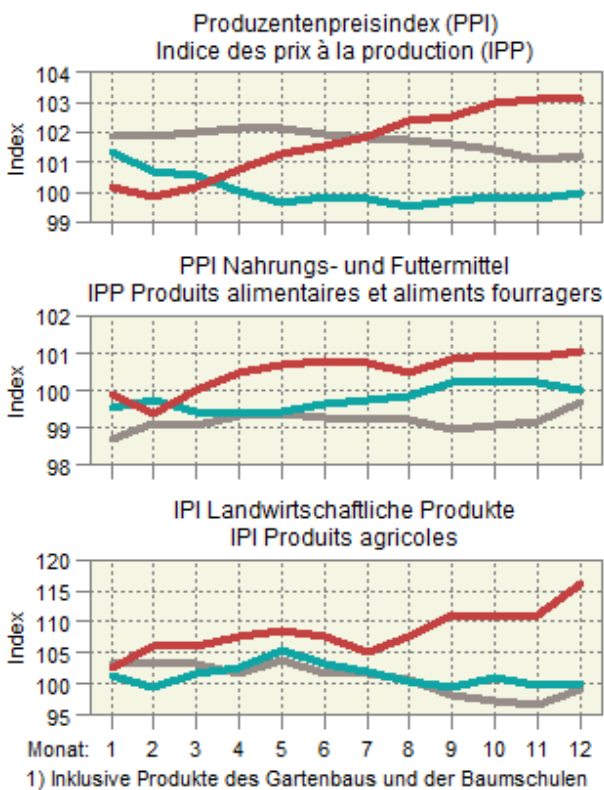 Produzentenpreisindex (PPI)
Indice des prix à la production (IPP)
104
103
102
101
100
99
Index
PPI Nahrungs- und Futtermittel
IPP Produits alimentaires et aliments fourragers
102
101
100
99
98
Index
IPI Landwirtschaftliche Produkte
IPI Produits agricoles
120
115
110
105
100
95
Index
Monat: 1 2 3 4 5 6 7 8 9 10 11 12
1) Inklusive Produkte des Gartenbaus und der Baumschulen